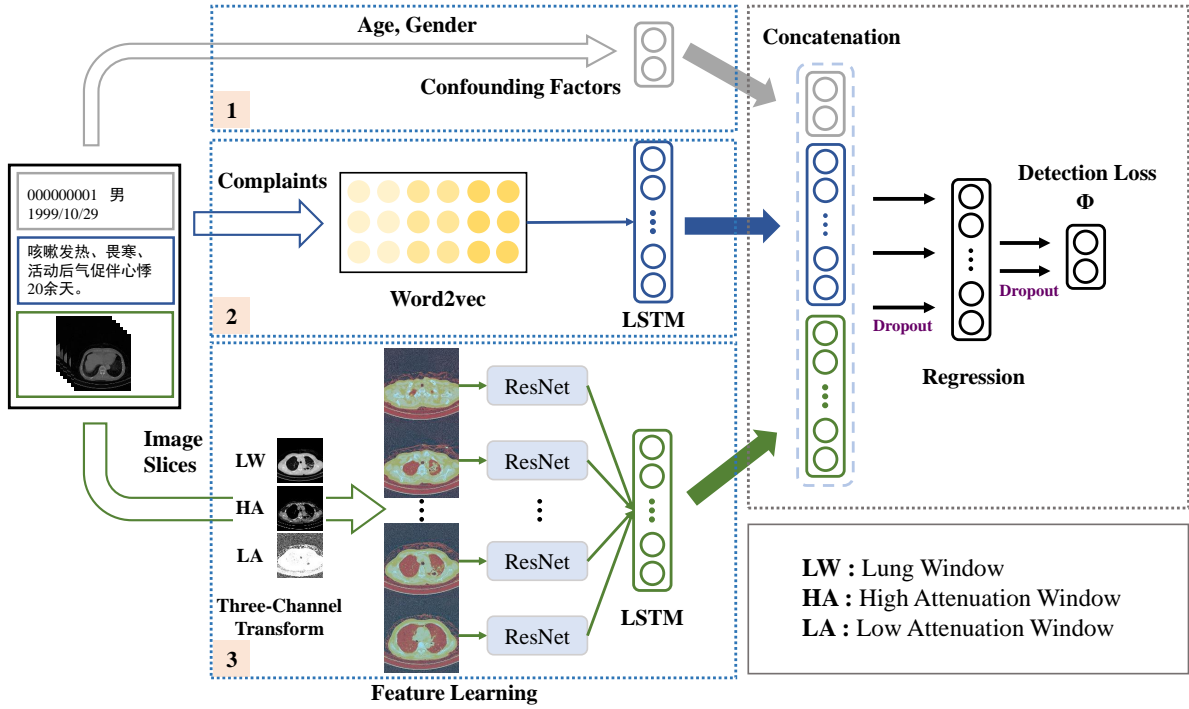 Age, Gender
Confounding Factors
1
000000001 男
1999/10/29
咳嗽发热、畏寒、
活动后气促伴心悸
20余天。
Complaints
Word2vec
LSTM
2
Image
Slices
LW
HA
LA
Three-Channel
Transform
ResNet
ResNet
ResNet
ResNet
LSTM
3
Feature Learning
Concatenation
Dropout
Regression
Dropout
Detection Loss
Φ
LW : Lung Window
HA : High Attenuation Window
LA : Low Attenuation Window